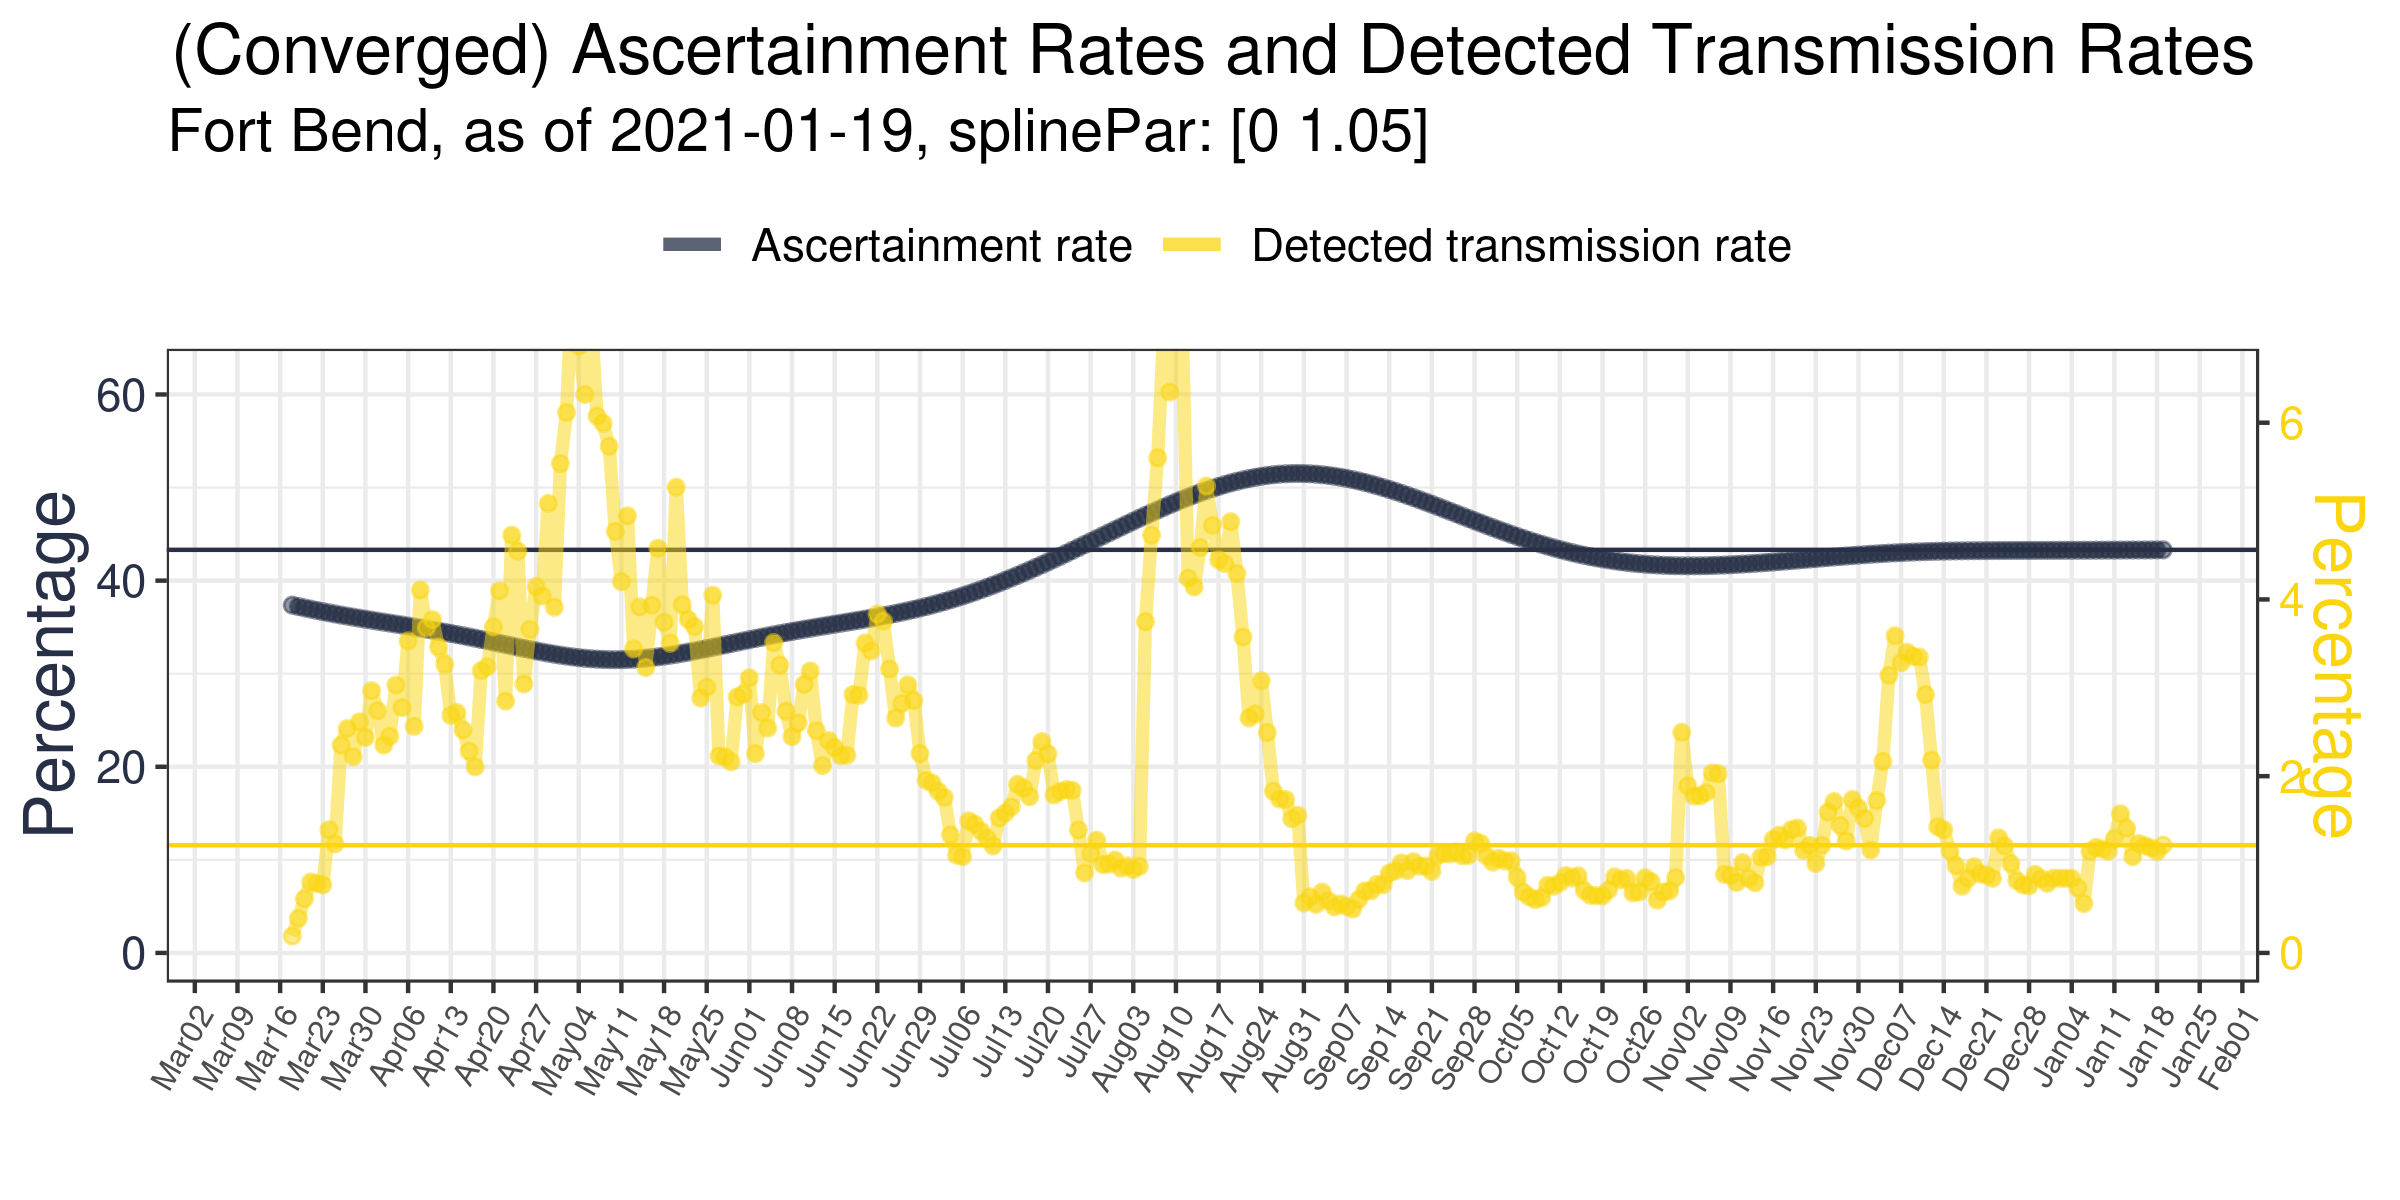 (Converged) Ascertainment Rates and Detected Transmission Rates
Fort Bend, as of 2021-01-19, splinePar: [0 1.05]
Ascertainment rate Detected transmission rate
Percentage
60
40
20
0
6
4
2
0
Percentage
Mar02 Mar09 Mar16 Mar23 Mar30 Apr06 Apr13 Apr20 Apr27 May04 May11 May18 May25 Jun01 Jun08 Jun15 Jun22 Jun29 Jul06 Jul13 Jul20 Jul27 Aug03 Aug10 Aug17 Aug24 Aug31 Sep07 Sep14 Sep21 Sep28 Oct05 Oct12 Oct19 Oct26 Nov02 Nov09 Nov16 Nov23 Nov30 Dec07 Dec14 Dec21 Dec28 Jan04 Jan11 Jan18 Jan25 Feb01